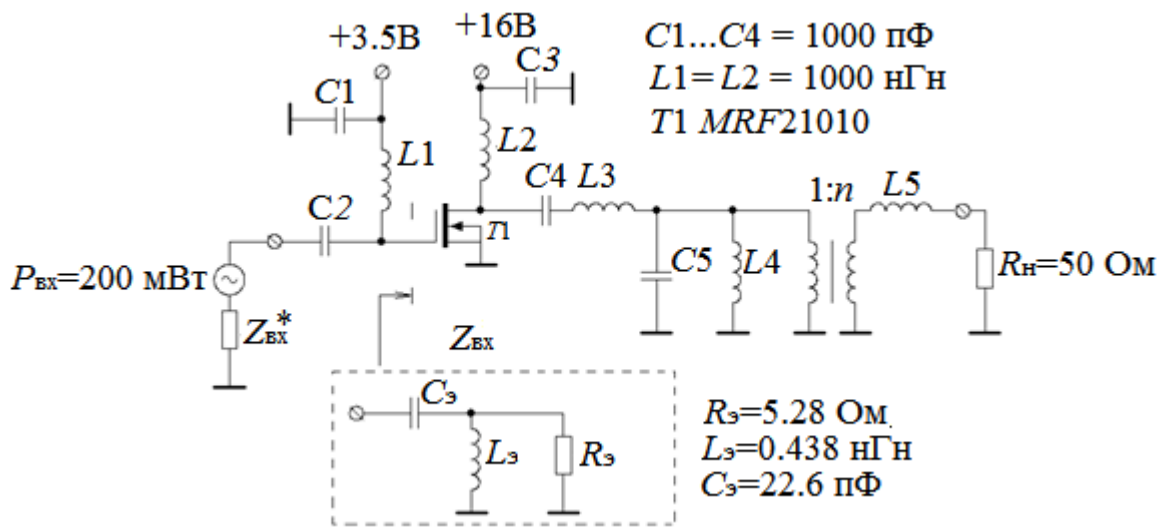 +3.5В
+16В
C3
C1...C4 = 1000 пФ
C1
L1= L2 = 1000 нГн
T1 MRF21010
L1
L2
C4 L3
1:n
L5
C2
T1
Pвх=200 мВт
C5
L4
Rн=50 Ом
Zвх*
Zвх
Cэ
Rэ=5.28 Ом
Lэ
Rэ
Lэ=0.438 нГн
Cэ=22.6 пФ